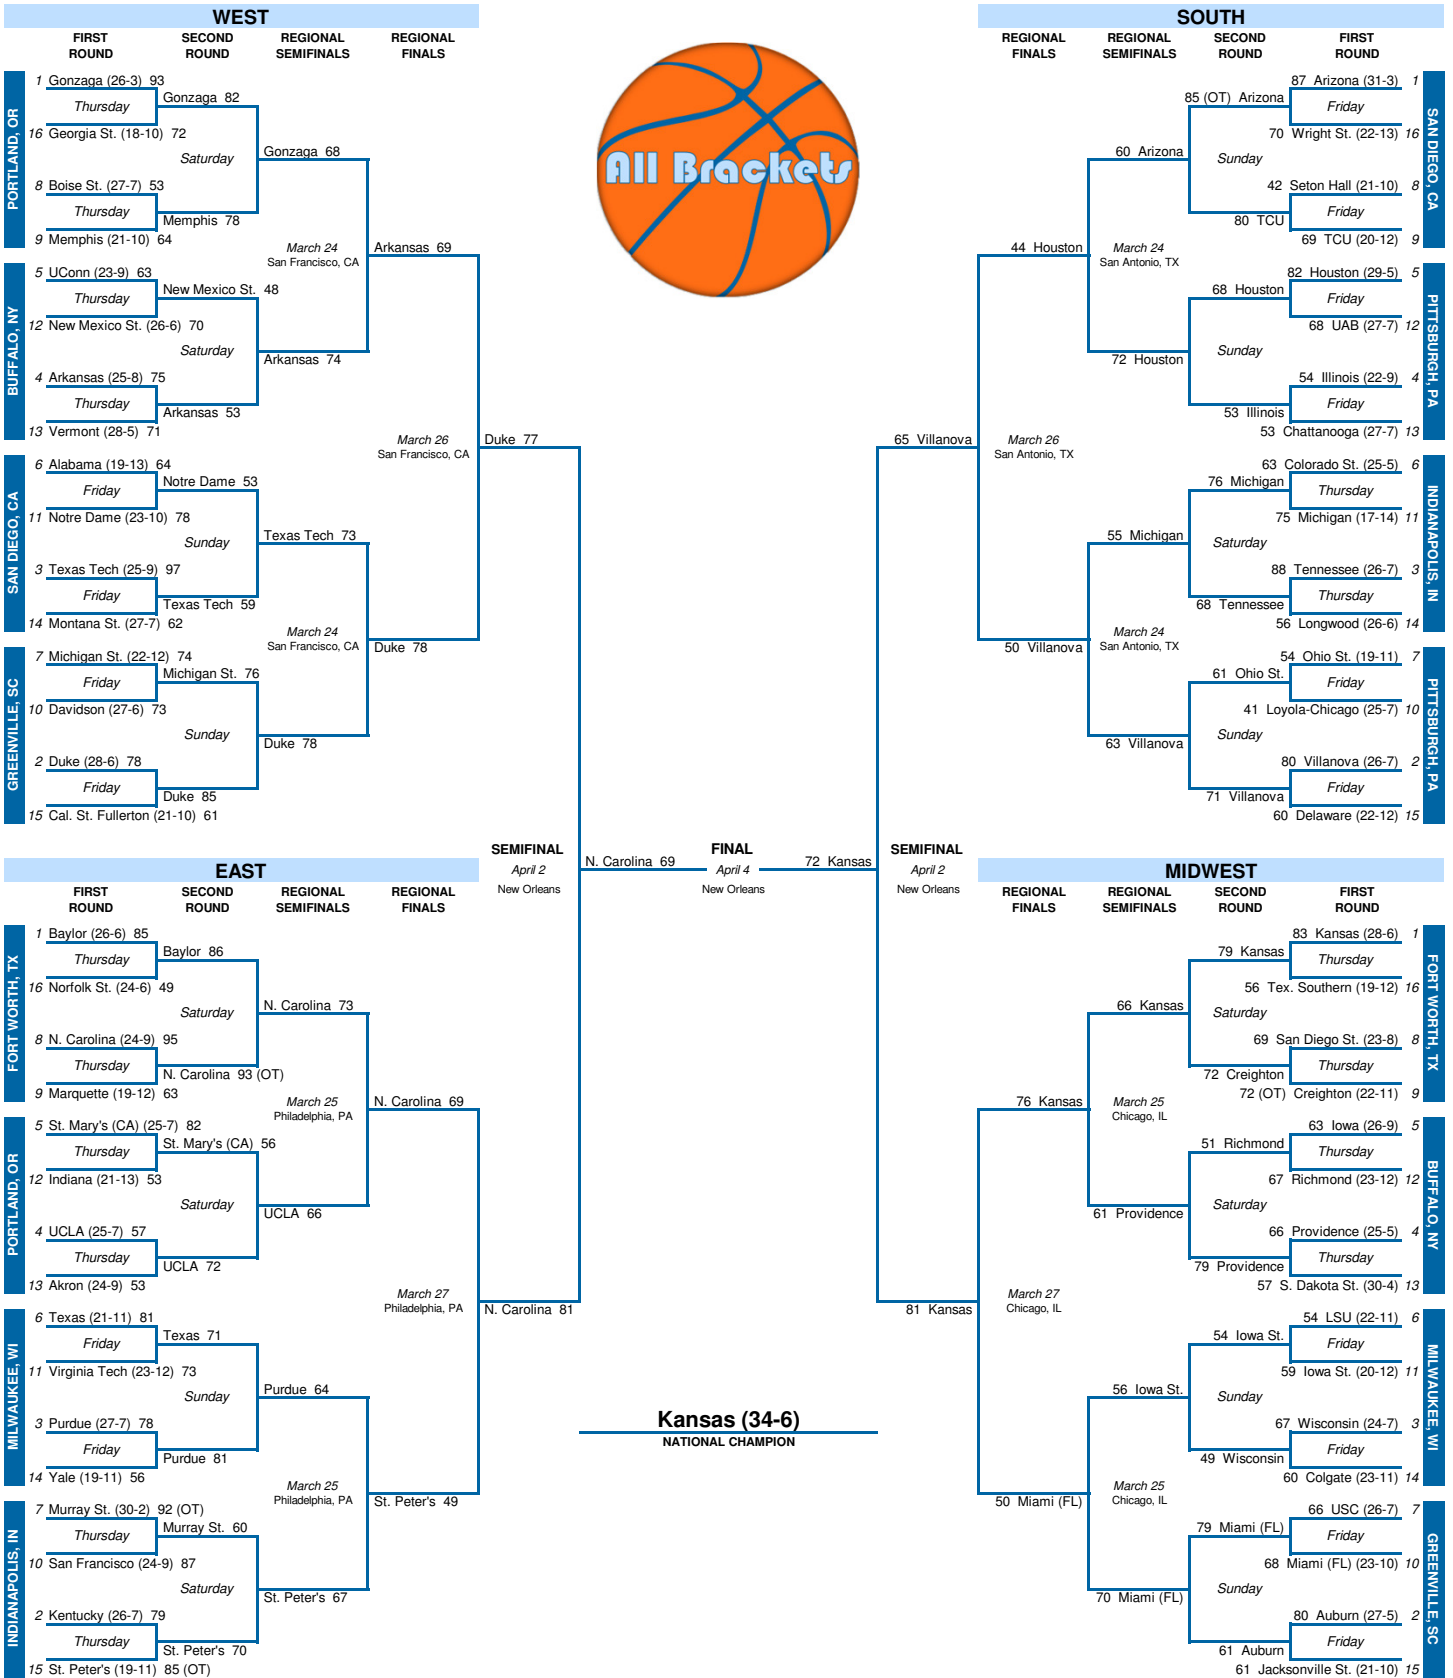 WEST
FIRST ROUND
SECOND ROUND
REGIONAL SEMIFINALS
REGIONAL FINALS
PORTLAND, OR
1 Gonzaga (26-3) 93
Thursday
Gonzaga 82
16 Georgia St. (18-10) 72
Saturday
Gonzaga 68
8 Boise St. (27-7) 53
Thursday
Memphis 78
9 Memphis (21-10) 64
March 24
San Francisco, CA
Arkansas 69
BUFFALO, NY
5 UConn (23-9) 63
Thursday
New Mexico St. 48
12 New Mexico St. (26-6) 70
Saturday
Arkansas 74
4 Arkansas (25-8) 75
Thursday
Arkansas 53
13 Vermont (28-5) 71
March 26
San Francisco, CA
Duke 77
SAN DIEGO, CA
6 Alabama (19-13) 64
Friday
Notre Dame 53
11 Notre Dame (23-10) 78
Sunday
Texas Tech 73
3 Texas Tech (25-9) 97
Friday
Texas Tech 59
14 Montana St. (27-7) 62
March 24
San Francisco, CA
Duke 78
GREENVILLE, SC
7 Michigan St. (22-12) 74
Friday
Michigan St. 76
10 Davidson (27-6) 73
Sunday
Duke 78
2 Duke (28-6) 78
Friday
Duke 85
15 Cal. St. Fullerton (21-10) 61
All Brackets
SOUTH
REGIONAL FINALS
REGIONAL SEMIFINALS
SECOND ROUND
FIRST ROUND
SAN DIEGO, CA
87 Arizona (31-3) 1
Friday
85 (OT) Arizona
70 Wright St. (22-13) 16
Sunday
60 Arizona
42 Seton Hall (21-10) 8
Friday
80 TCU
69 TCU (20-12) 9
March 24
San Antonio, TX
44 Houston
PITTSBURGH, PA
82 Houston (29-5) 5
Friday
68 Houston
68 UAB (27-7) 12
Sunday
72 Houston
54 Illinois (22-9) 4
Friday
53 Illinois
53 Chattanooga (27-7) 13
March 26
San Antonio, TX
65 Villanova
INDIANAPOLIS, IN
63 Colorado St. (25-5) 6
Thursday
76 Michigan
75 Michigan (17-14) 11
Saturday
55 Michigan
88 Tennessee (26-7) 3
Thursday
68 Tennessee
56 Longwood (26-6) 14
March 24
San Antonio, TX
50 Villanova
PITTSBURGH, PA
54 Ohio St. (19-11) 7
Friday
61 Ohio St.
41 Loyola-Chicago (25-7) 10
Sunday
63 Villanova
80 Villanova (26-7) 2
Friday
71 Villanova
60 Delaware (22-12) 15
SEMIFINAL
April 2
New Orleans
N. Carolina 69
FINAL
April 4
New Orleans
72 Kansas
SEMIFINAL
April 2
New Orleans
EAST
FIRST ROUND
SECOND ROUND
REGIONAL SEMIFINALS
REGIONAL FINALS
FORT WORTH, TX
1 Baylor (26-6) 85
Thursday
Baylor 86
16 Norfolk St. (24-6) 49
Saturday
N. Carolina 73
8 N. Carolina (24-9) 95
Thursday
N. Carolina 93 (OT)
9 Marquette (19-12) 63
March 25
Philadelphia, PA
N. Carolina 69
PORTLAND, OR
5 St. Mary's (CA) (25-7) 82
Thursday
St. Mary's (CA) 56
12 Indiana (21-13) 53
Saturday
UCLA 66
4 UCLA (25-7) 57
Thursday
UCLA 72
13 Akron (24-9) 53
March 27
Philadelphia, PA
N. Carolina 81
MILWAUKEE, WI
6 Texas (21-11) 81
Friday
Texas 71
11 Virginia Tech (23-12) 73
Sunday
Purdue 64
3 Purdue (27-7) 78
Friday
Purdue 81
14 Yale (19-11) 56
March 25
Philadelphia, PA
St. Peter's 49
INDIANAPOLIS, IN
7 Murray St. (30-2) 92 (OT)
Thursday
Murray St. 60
10 San Francisco (24-9) 87
Saturday
St. Peter's 67
2 Kentucky (26-7) 79
Thursday
St. Peter's 70
15 St. Peter's (19-11) 85 (OT)
Kansas (34-6)
NATIONAL CHAMPION
MIDWEST
REGIONAL FINALS
REGIONAL SEMIFINALS
SECOND ROUND
FIRST ROUND
FORT WORTH, TX
83 Kansas (28-6) 1
Thursday
79 Kansas
56 Tex. Southern (19-12) 16
Saturday
66 Kansas
69 San Diego St. (23-8) 8
Thursday
72 Creighton
72 (OT) Creighton (22-11) 9
March 25
Chicago, IL
76 Kansas
BUFFALO, NY
63 Iowa (26-9) 5
Thursday
51 Richmond
67 Richmond (23-12) 12
Saturday
61 Providence
66 Providence (25-5) 4
Thursday
79 Providence
57 S. Dakota St. (30-4) 13
March 27
Chicago, IL
81 Kansas
MILWAUKEE, WI
54 LSU (22-11) 6
Friday
54 Iowa St.
59 Iowa St. (20-12) 11
Sunday
56 Iowa St.
67 Wisconsin (24-7) 3
Friday
49 Wisconsin
60 Colgate (23-11) 14
March 25
Chicago, IL
50 Miami (FL)
GREENVILLE, SC
66 USC (26-7) 7
Friday
79 Miami (FL)
68 Miami (FL) (23-10) 10
Sunday
70 Miami (FL)
80 Auburn (27-5) 2
Friday
61 Auburn
61 Jacksonville St. (21-10) 15